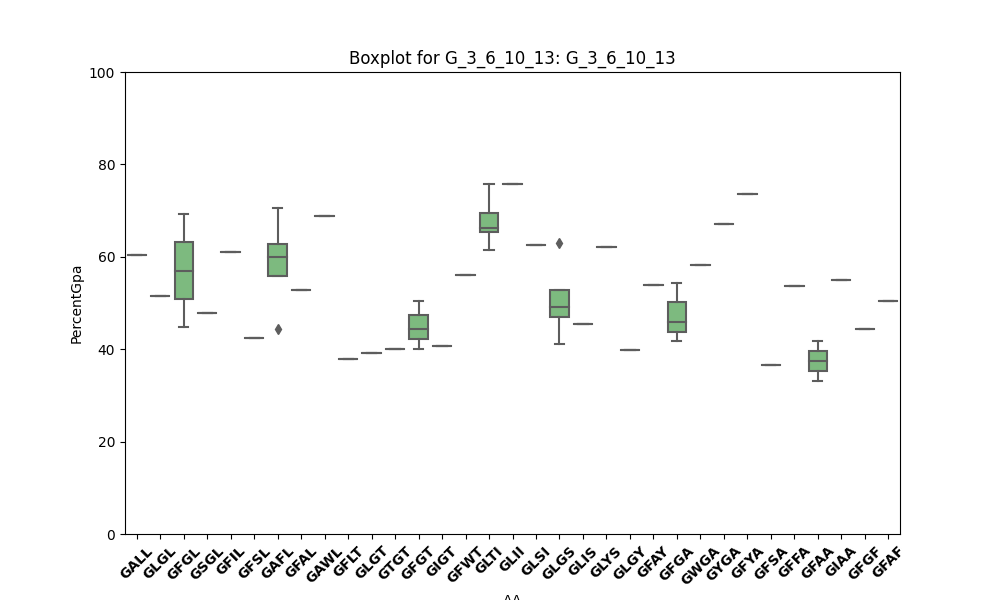 Boxplot for G_3_6_10_13: G_3_6_10_13
100
80
60
40
20
0
PercentGpa
GALL
GLGL
GFGL
GSGL
GFIL
GFSL
GAFL
GFAL
GAWL
GFLT
GLGT
GTGT
GFGT
GIGT
GFWT
GLTI
GLII
GLSI
GLGS
GLIS
GLYS
GLGY
GFAY
GFGA
GWGA
GYGA
GFYA
GFSA
GFFA
GFAA
GIAA
GFGF
GFAF
AA